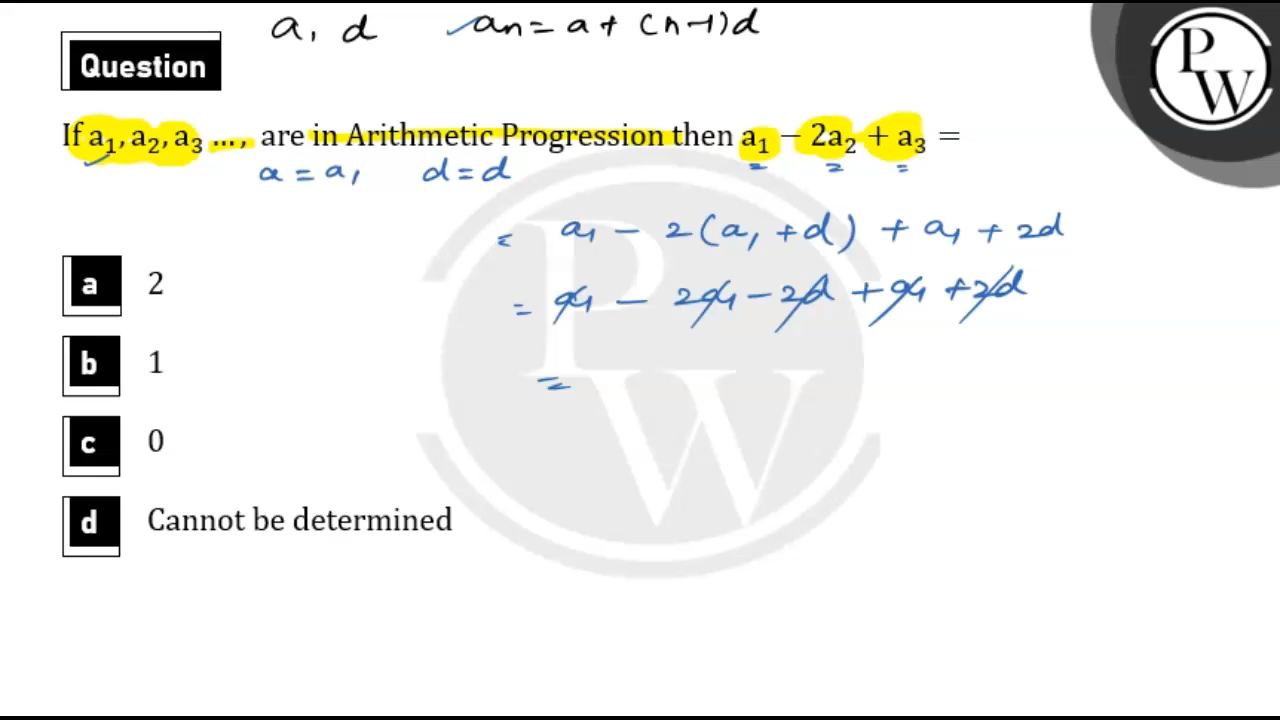 a, d an = a + (n-1)d
Question
PW
If a₁, a₂, a₃ ..., are in Arithmetic Progression then a₁ − 2a₂ + a₃ =
a = a₁ d = d
= a₁ − 2(a₁ + d) + a₁ + 2d
a 2
= a₁ − 2a₁ − 2d + a₁ + 2d
b 1
=
c 0
d Cannot be determined